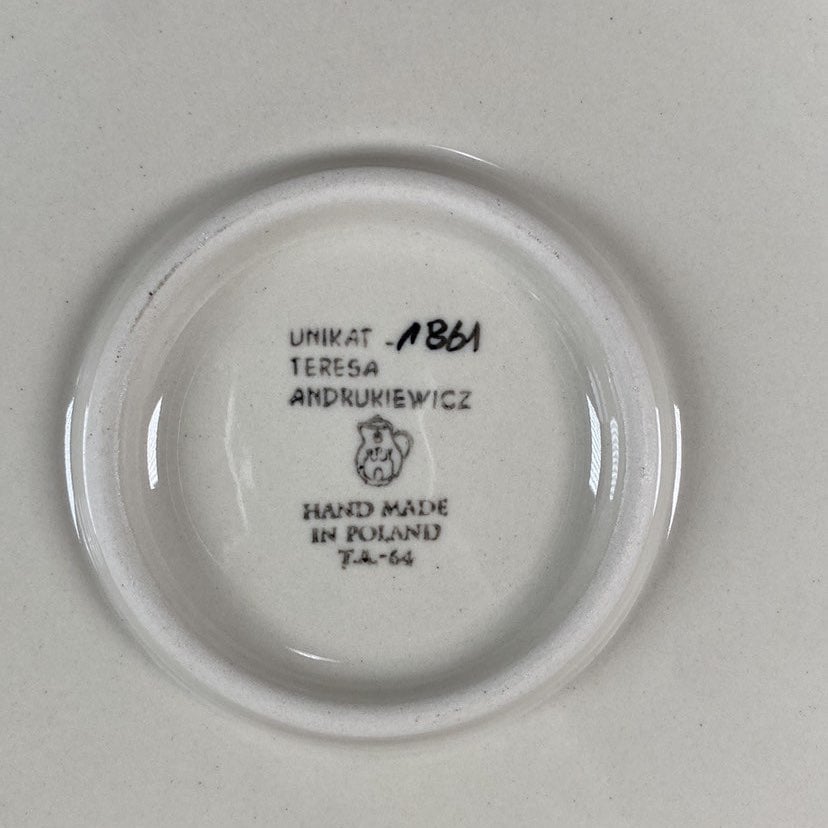 UNIKAT -1861
TERESA
ANDRUKIEWICZ
HAND MADE
IN POLAND
T.A.-64